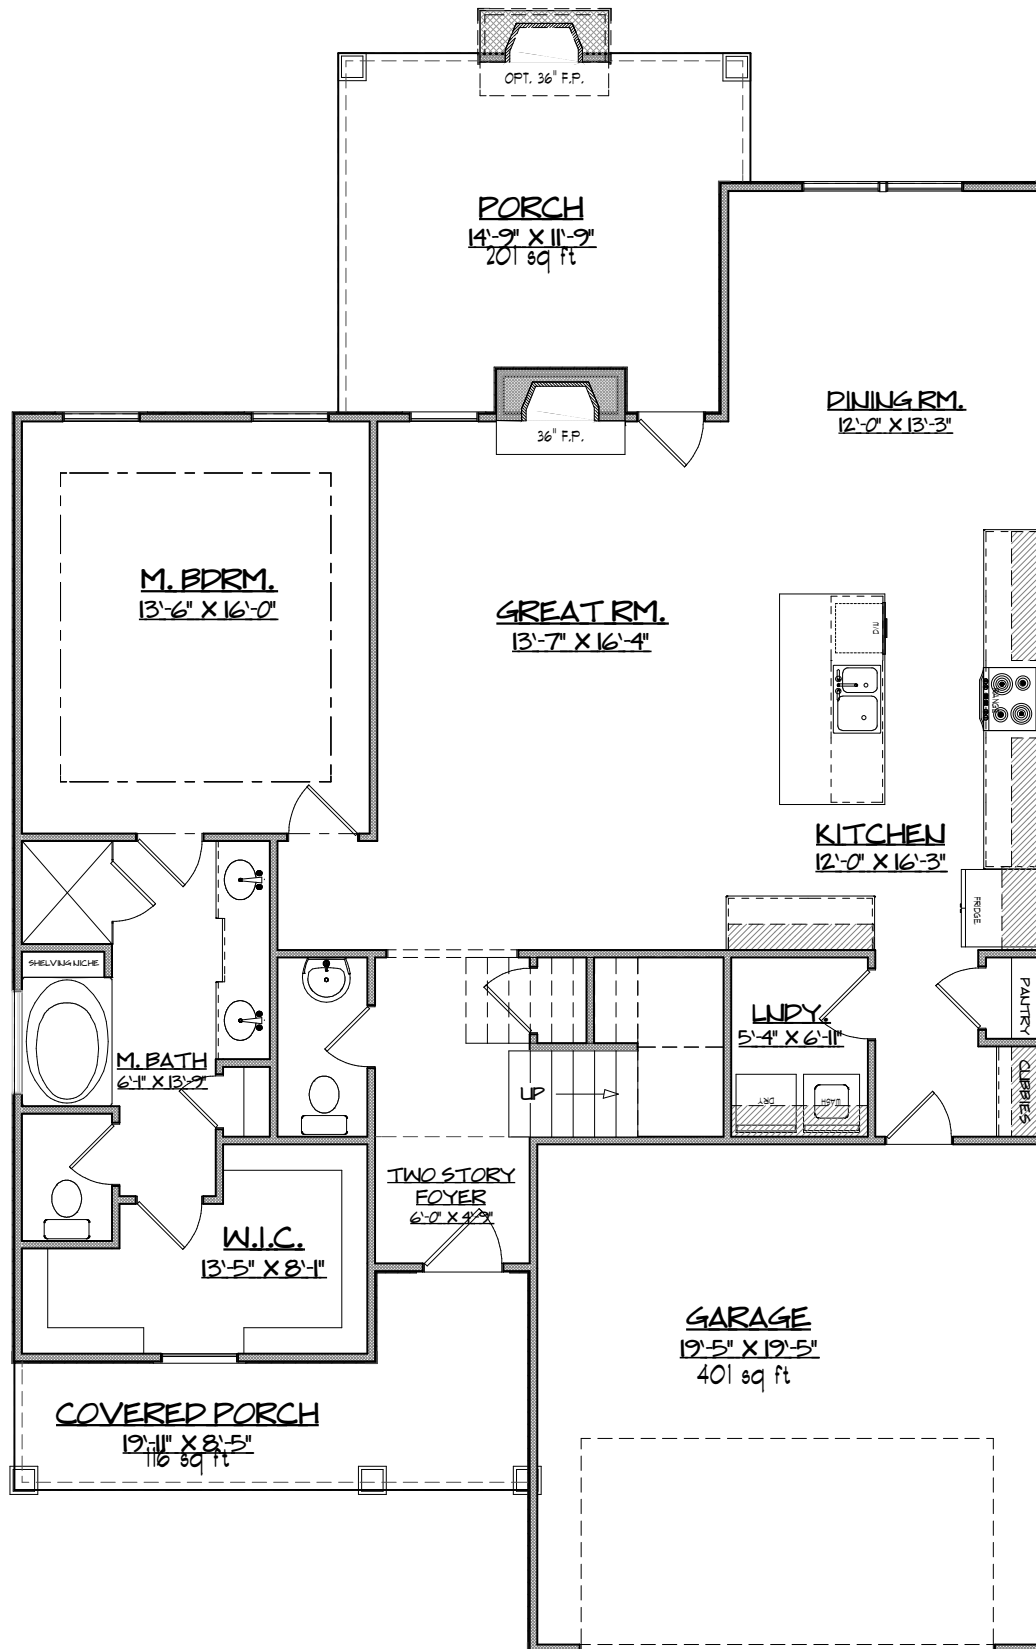 OPT. 36" F.P.
PORCH
14'-9" X 11'-9"
201 sq ft
DINING RM.
12'-0" X 13'-3"
36" F.P.
M. BDRM.
13'-6" X 16'-0"
GREAT RM.
13'-7" X 16'-4"
D/W
RANGE
KITCHEN
12'-0" X 16'-3"
FRIDGE
SHELVING NICHE
LNDY.
5'-4" X 6'-11"
PANTRY
M. BATH
6'-1" X 13'-9"
UP
DRY
WASH
CUBBIES
TWO STORY
FOYER
6'-0" X 4'-9"
W.I.C.
13'-5" X 8'-1"
GARAGE
19'-5" X 19'-5"
401 sq ft
COVERED PORCH
19'-11" X 8'-5"
116 sq ft